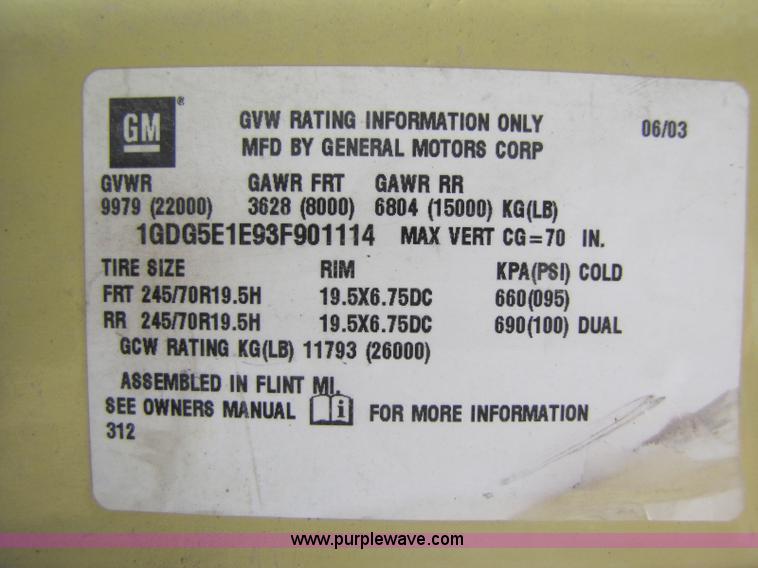 GM®
GVW RATING INFORMATION ONLY 06/03
MFD BY GENERAL MOTORS CORP
GVWR GAWR FRT GAWR RR
9979 (22000) 3628 (8000) 6804 (15000) KG(LB)
1GDG5E1E93F901114 MAX VERT CG=70 IN.
TIRE SIZE RIM KPA(PSI) COLD
FRT 245/70R19.5H 19.5X6.75DC 660(095)
RR 245/70R19.5H 19.5X6.75DC 690(100) DUAL
GCW RATING KG(LB) 11793 (26000)
ASSEMBLED IN FLINT MI.
SEE OWNERS MANUAL i FOR MORE INFORMATION
312
www.purplewave.com